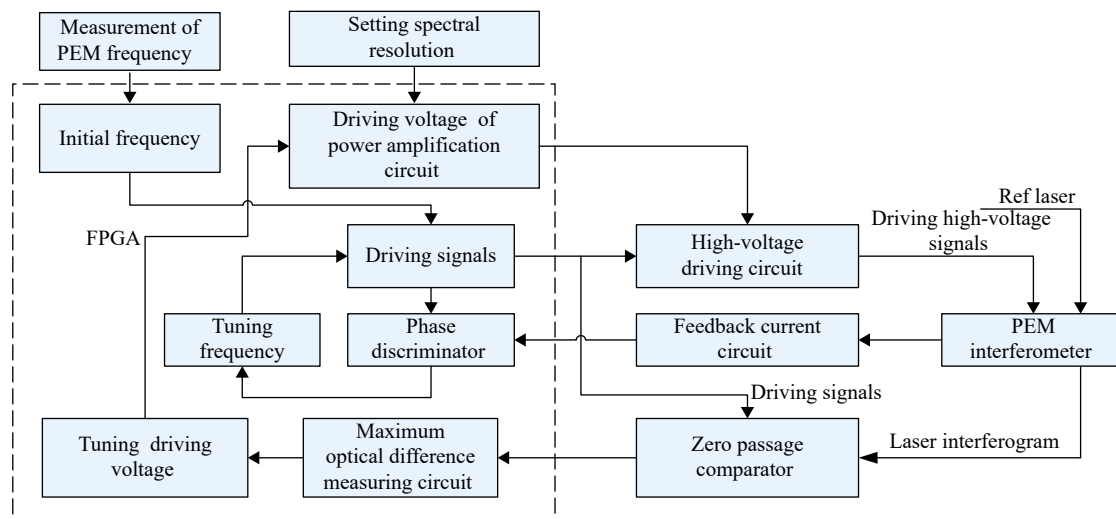 Measurement of
PEM frequency
Setting spectral
resolution
Initial frequency
Driving voltage of
power amplification
circuit
Ref laser
Driving high-voltage
signals
FPGA
Driving signals
High-voltage
driving circuit
Tuning
frequency
Phase
discriminator
Feedback current
circuit
PEM
interferometer
Driving signals
Tuning driving
voltage
Maximum
optical difference
measuring circuit
Zero passage
comparator
Laser interferogram